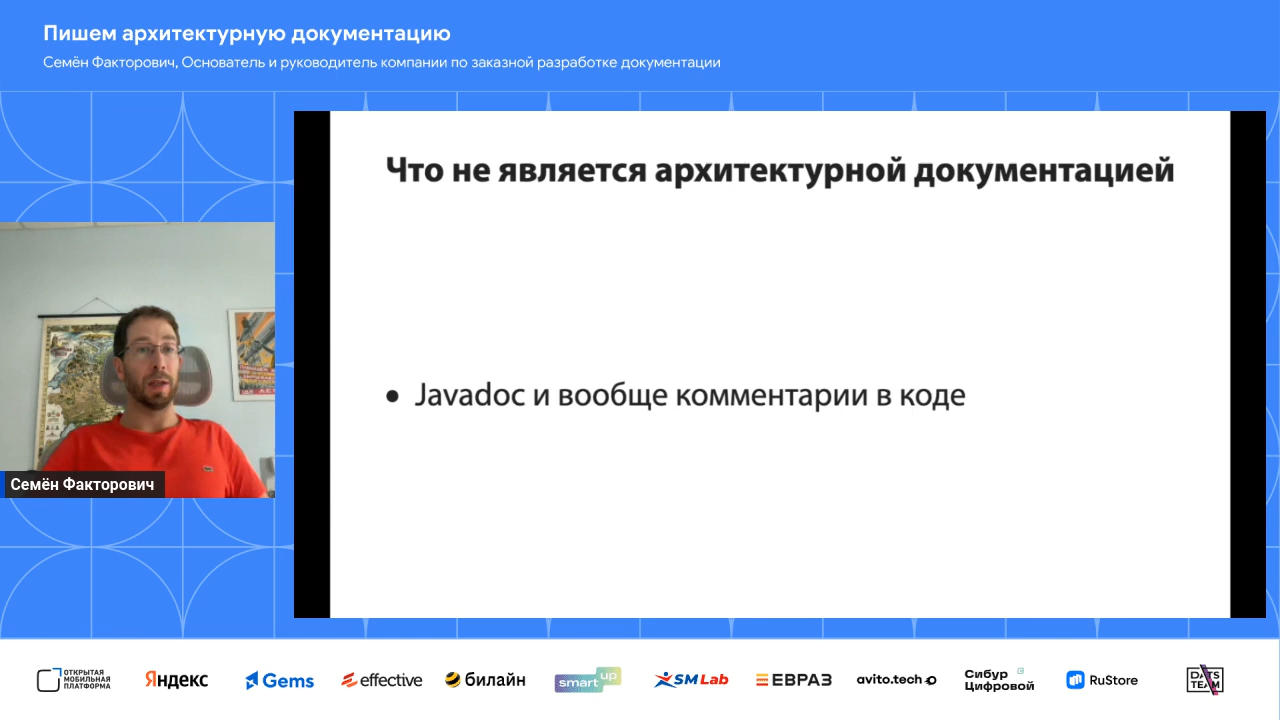 Пишем архитектурную документацию
Семён Факторович, Основатель и руководитель компании по заказной разработке документации
Что не является архитектурной документацией
• Javadoc и вообще комментарии в коде
Семён Факторович
ОТКРЫТАЯ
МОБИЛЬНАЯ
ПЛАТФОРМА
Яндекс
Gems
effective
билайн
smart up
SM Lab
ЕВРАЗ
avito.tech
Сибур
Цифровой
RuStore
DATS
TEAM